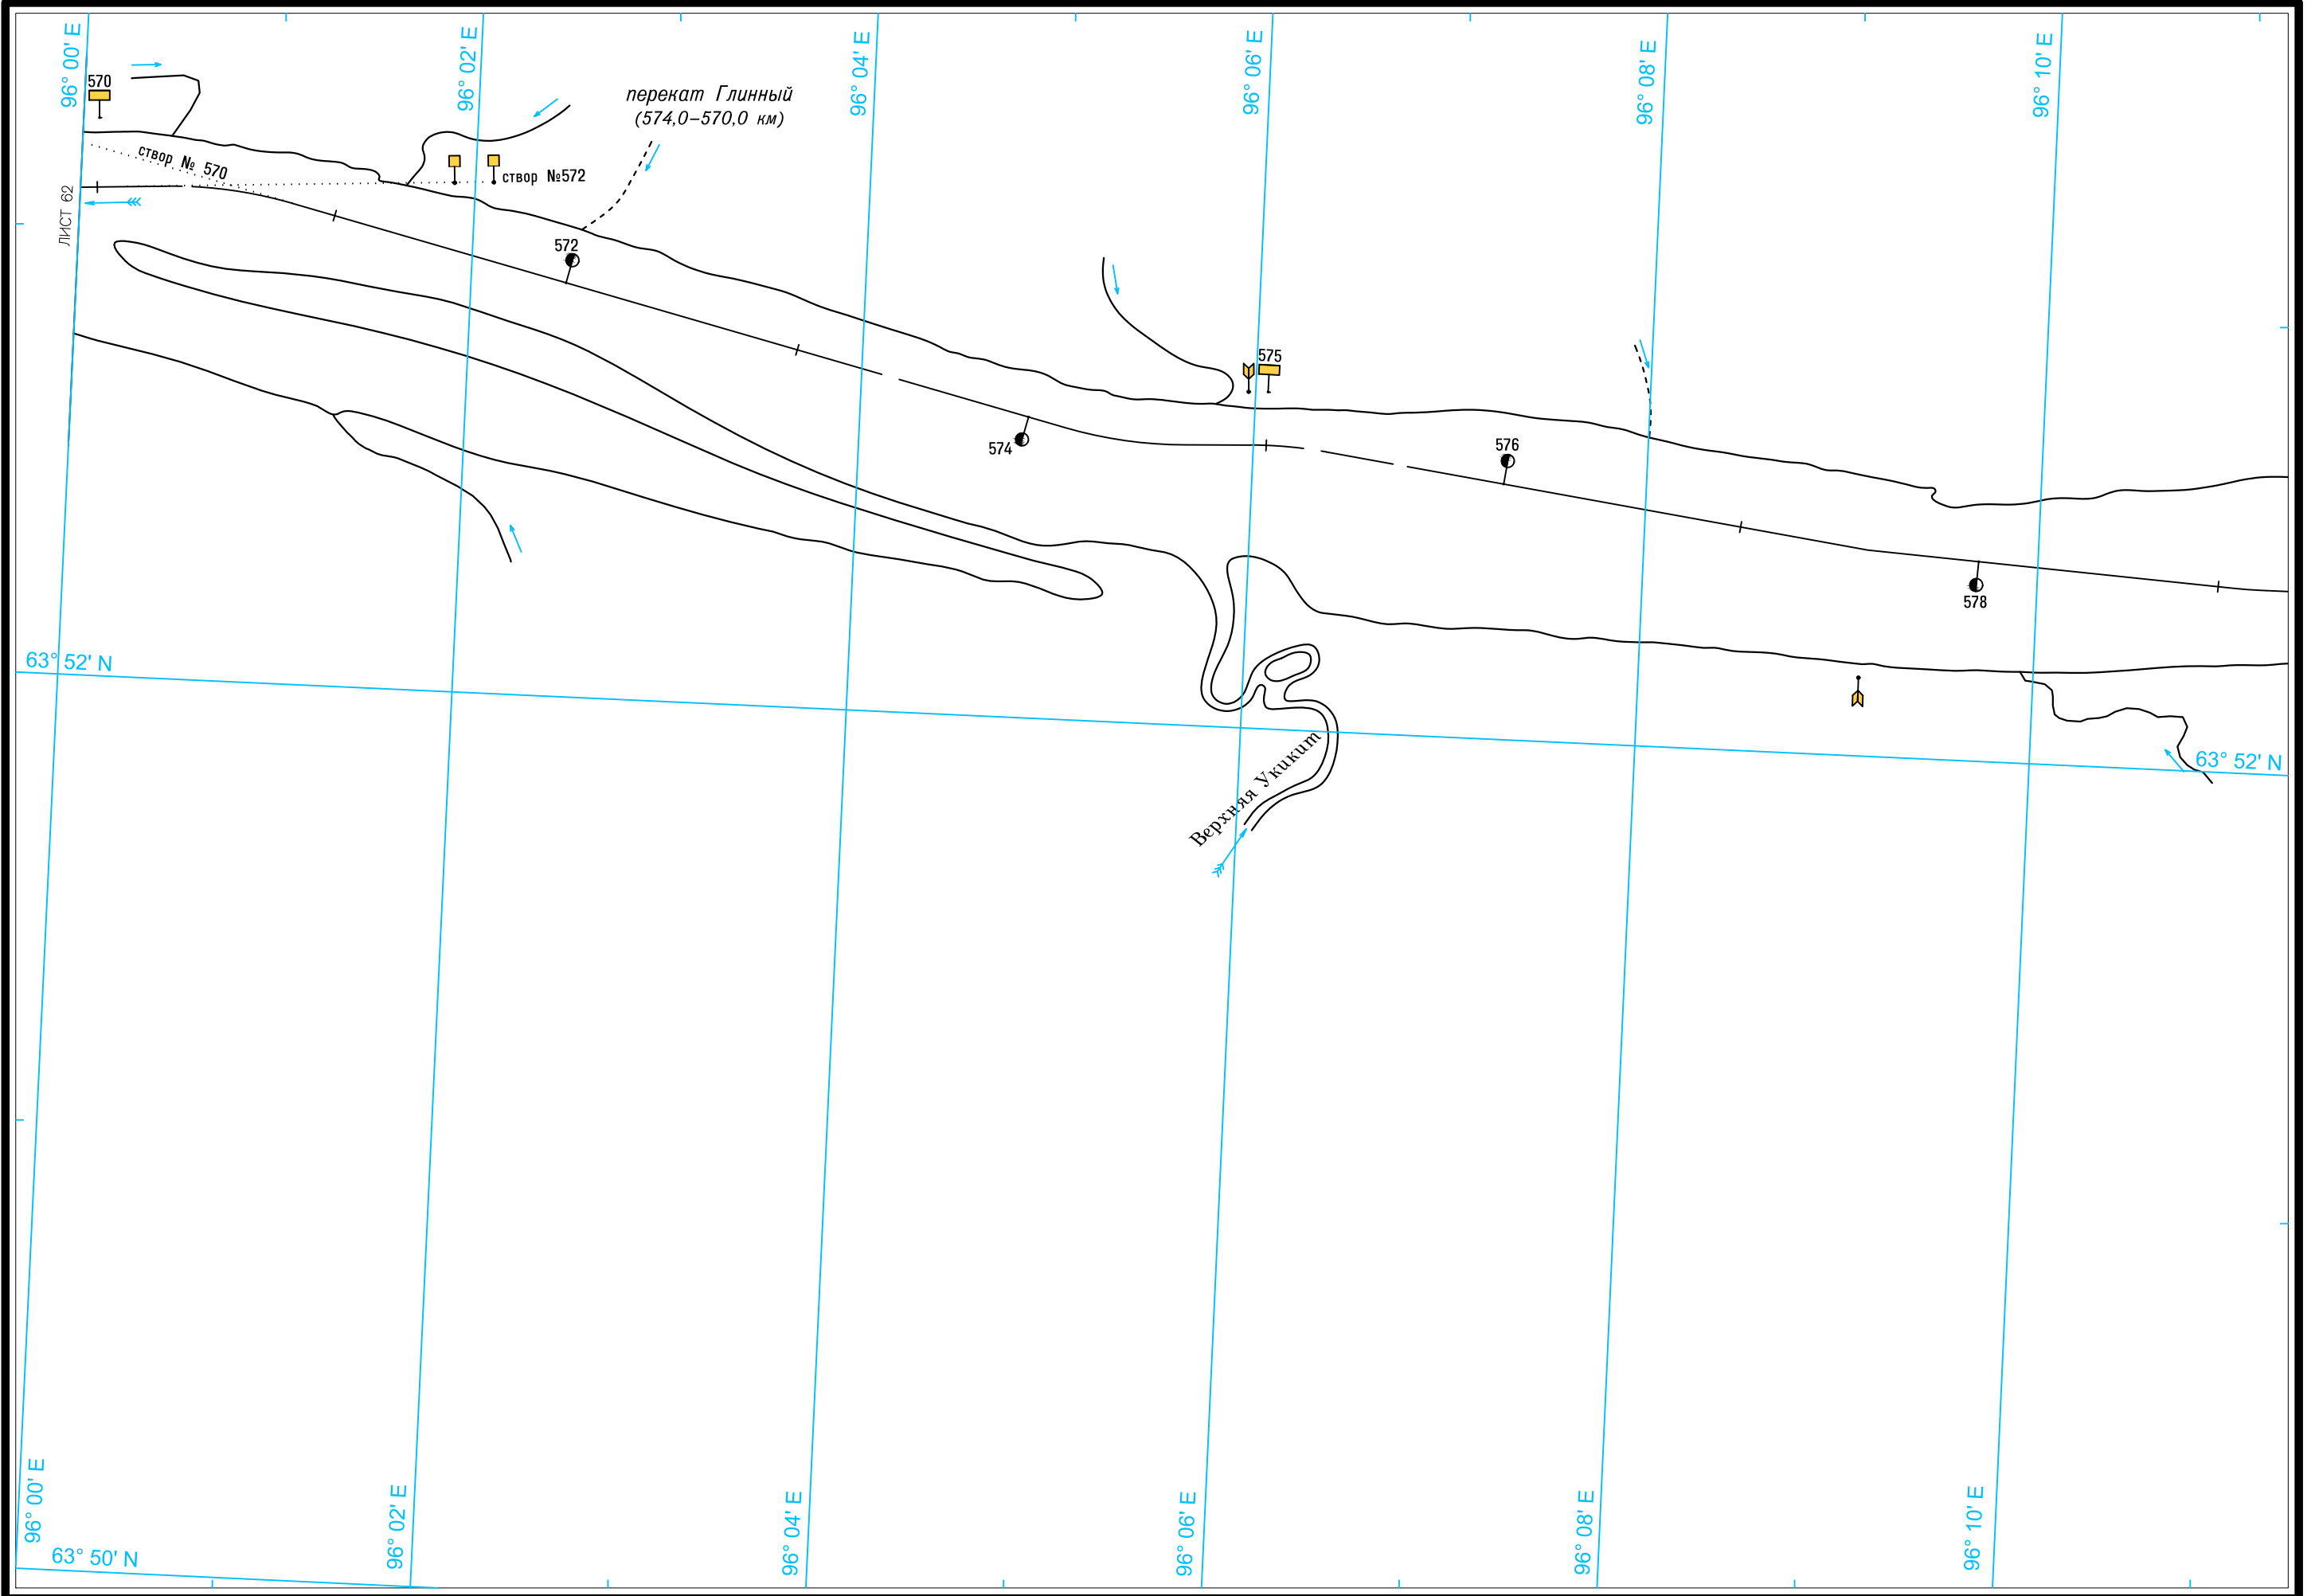 96° 00' E
96° 02' E
96° 04' E
96° 06' E
96° 08' E
96° 10' E
570
перекат Глинный
(574,0–570,0 км)
створ № 570
створ №572
ЛИСТ 62
572
575
574
576
578
63° 52' N
63° 52' N
Верхняя Укикит
96° 00' E
96° 02' E
96° 04' E
96° 06' E
96° 08' E
96° 10' E
63° 50' N